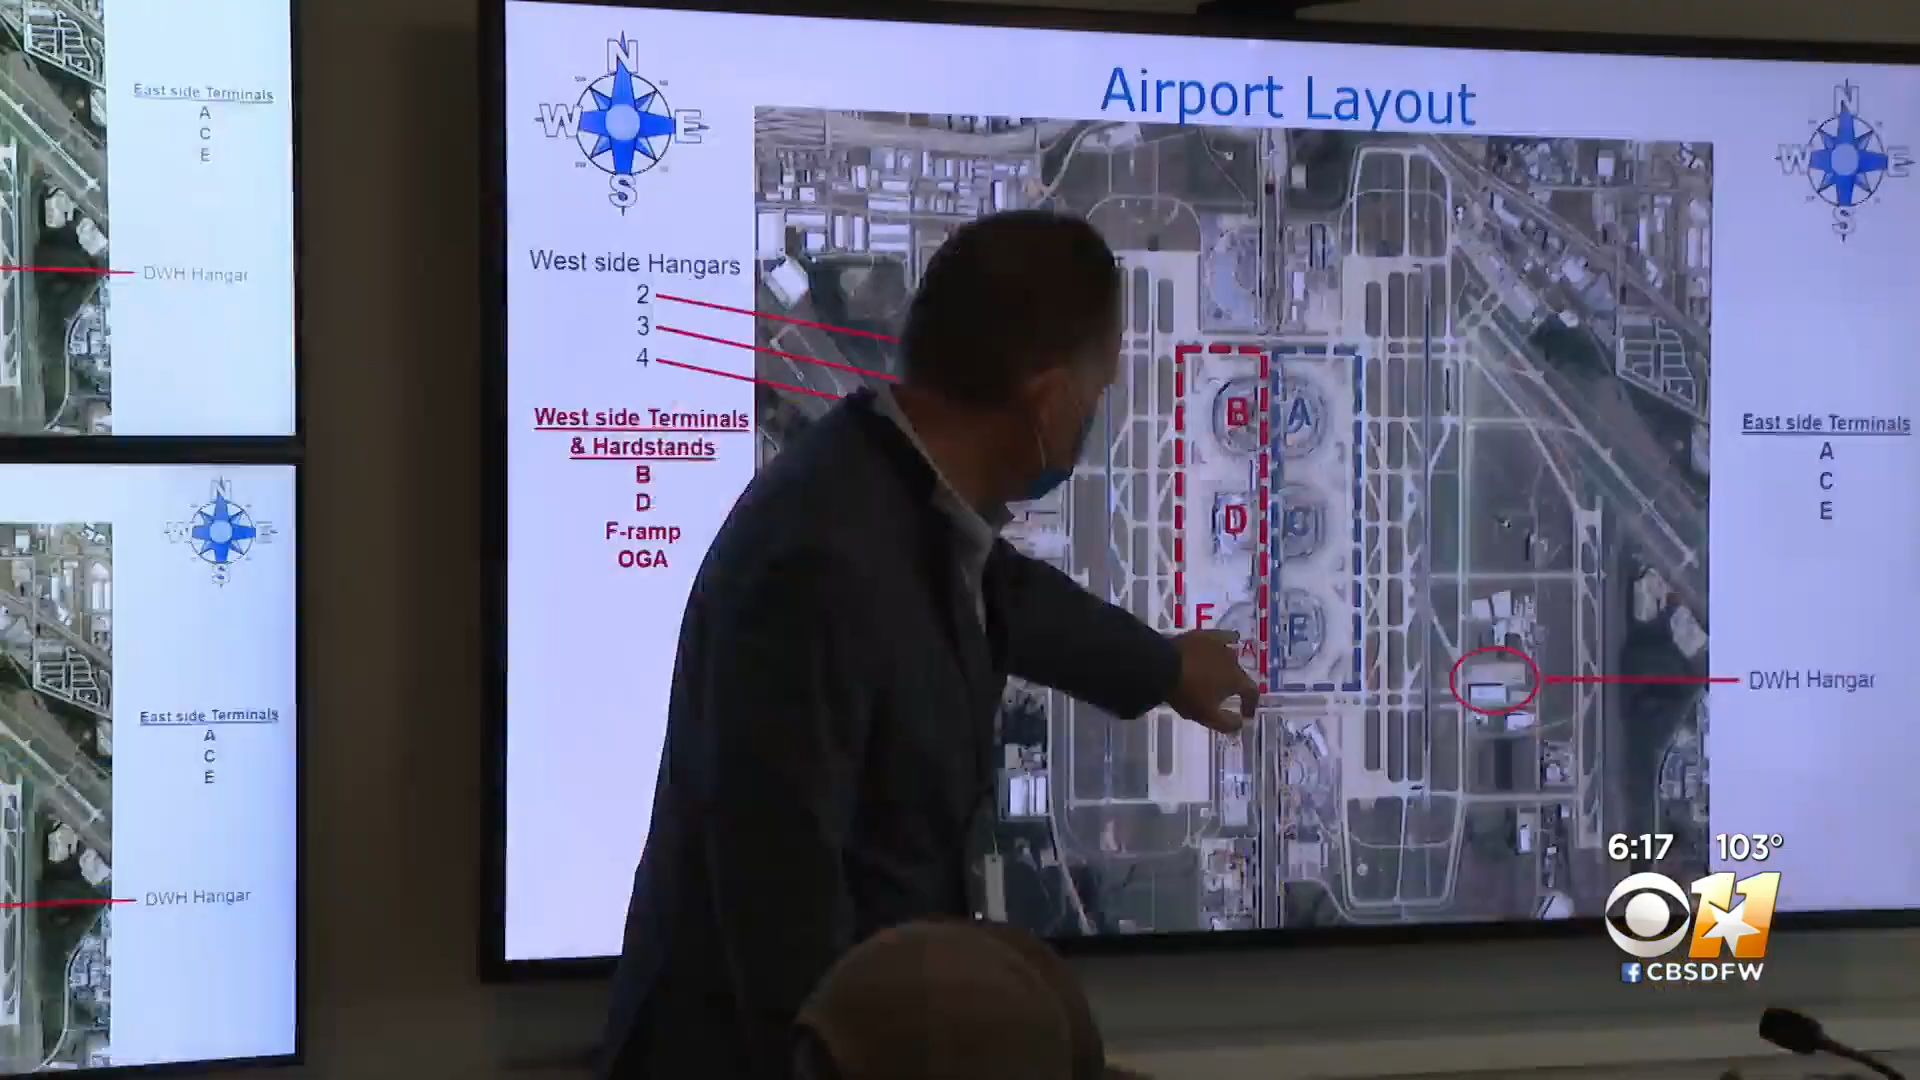 East side Terminals
A
C
E
DWH Hangar
N
W E
S
East side Terminals
A
C
E
DWH Hangar
Airport Layout
N
W E
S
N
W E
S
West side Hangars
2
3
4
West side Terminals
& Hardstands
B
D
F-ramp
OGA
B A
D C
F E
A
East side Terminals
A
C
E
DWH Hangar
6:17 103°
11
CBSDFW